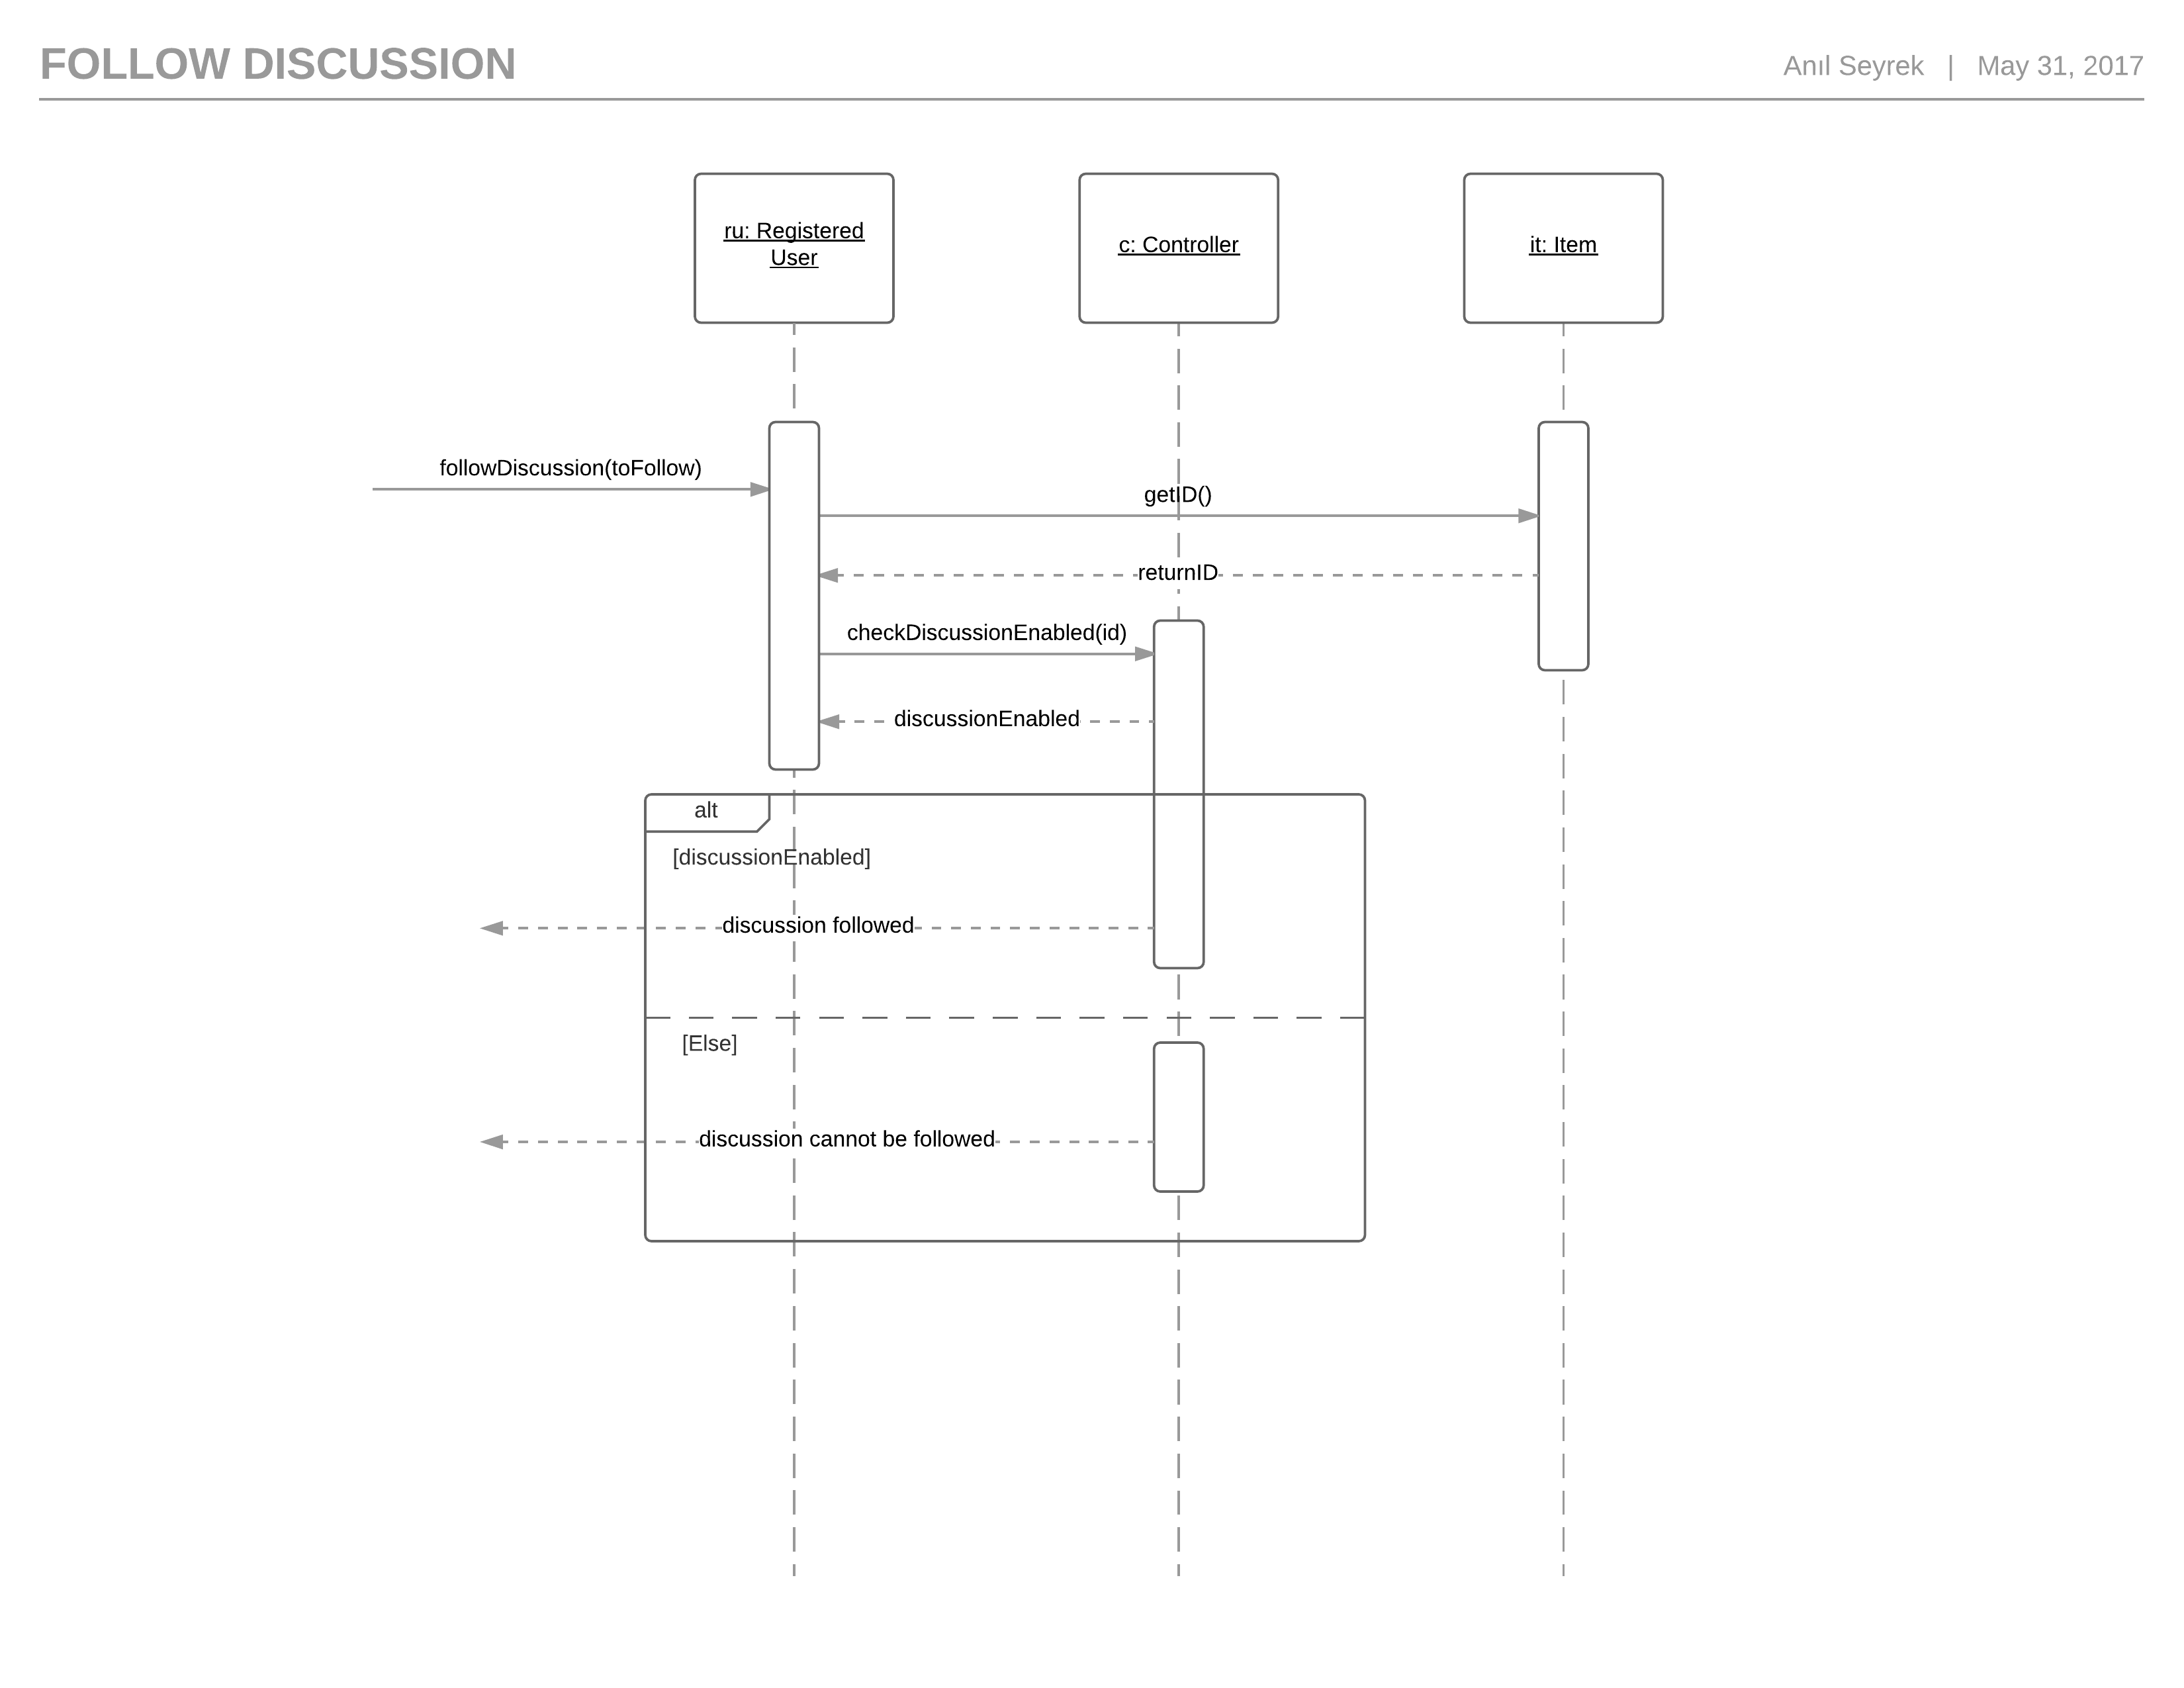 FOLLOW DISCUSSION
Anıl Seyrek | May 31, 2017
ru: Registered
User
c: Controller
it: Item
followDiscussion(toFollow)
getID()
returnID
checkDiscussionEnabled(id)
discussionEnabled
alt
[discussionEnabled]
discussion followed
[Else]
discussion cannot be followed